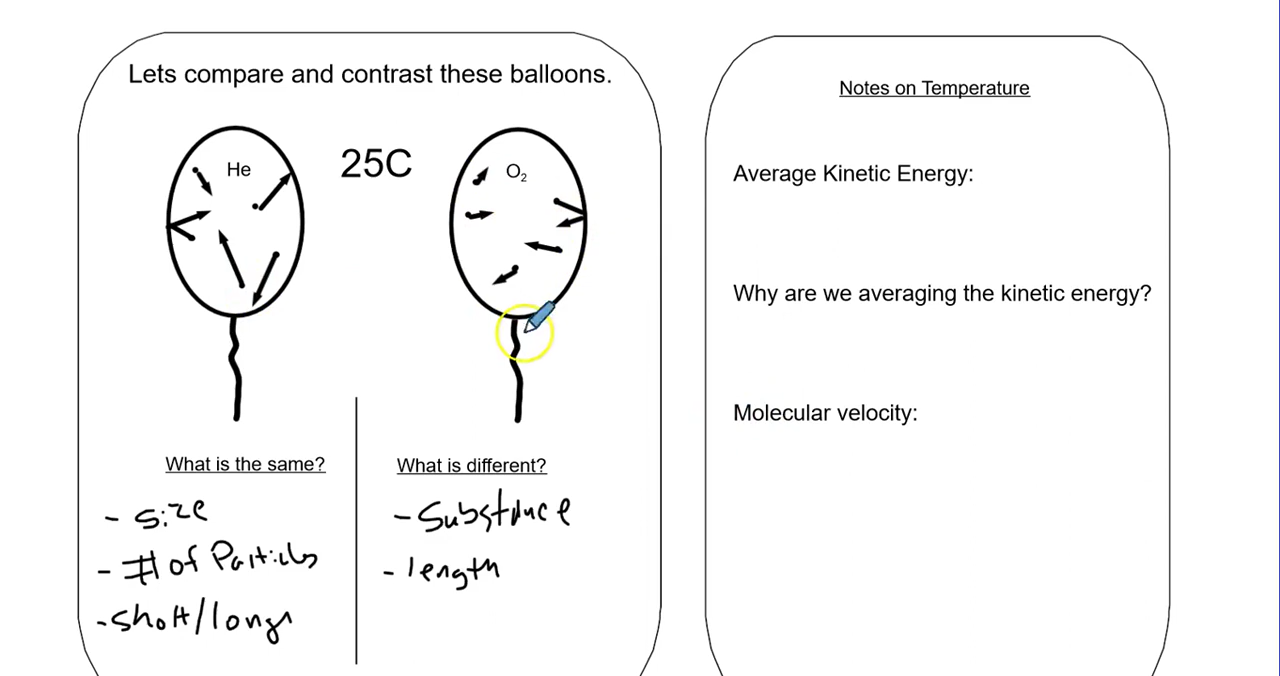 Lets compare and contrast these balloons.
He
25C
O₂
What is the same?
- size
- # of Particles
- short/long
What is different?
- Substance
- length
Notes on Temperature
Average Kinetic Energy:
Why are we averaging the kinetic energy?
Molecular velocity: